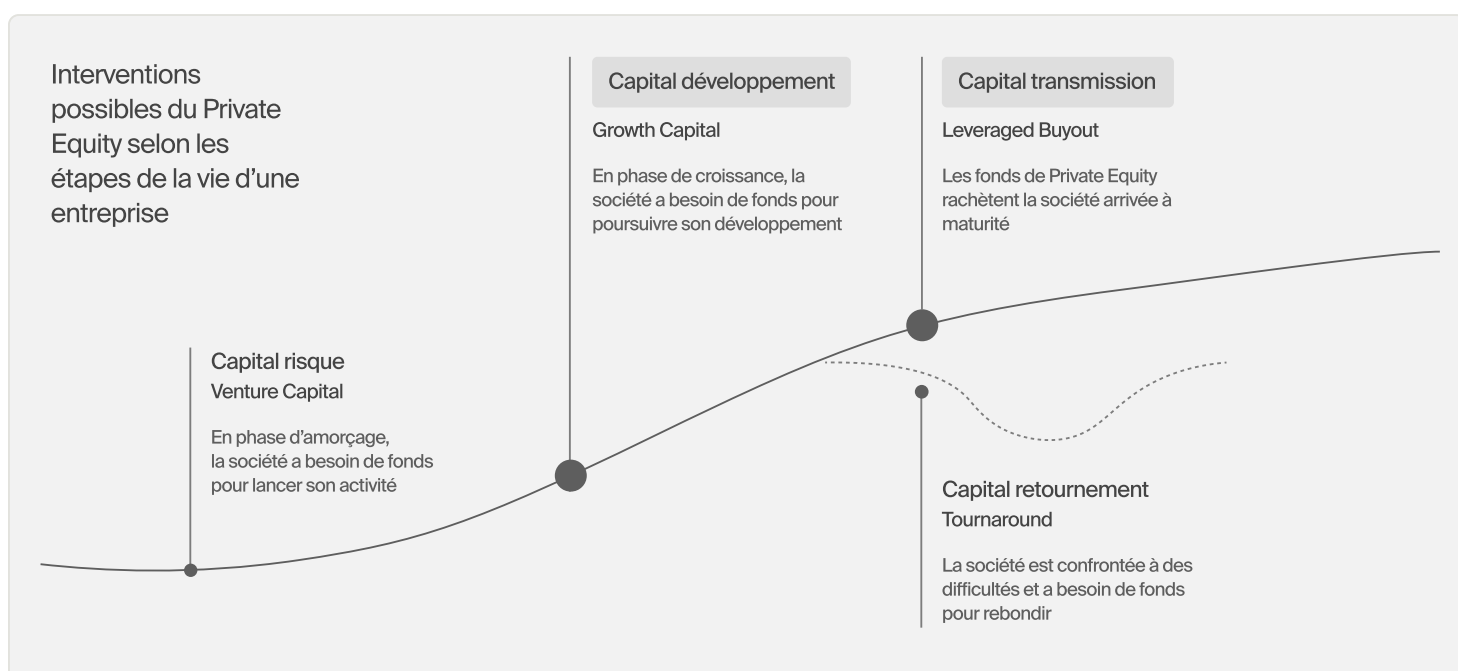 Interventions
possibles du Private
Equity selon les
étapes de la vie d’une
entreprise
Capital risque
Venture Capital
En phase d’amorçage,
la société a besoin de fonds
pour lancer son activité
Capital développement
Growth Capital
En phase de croissance, la
société a besoin de fonds pour
poursuivre son développement
Capital transmission
Leveraged Buyout
Les fonds de Private Equity
rachètent la société arrivée à
maturité
Capital retournement
Tournaround
La société est confrontée à des
difficultés et a besoin de fonds
pour rebondir